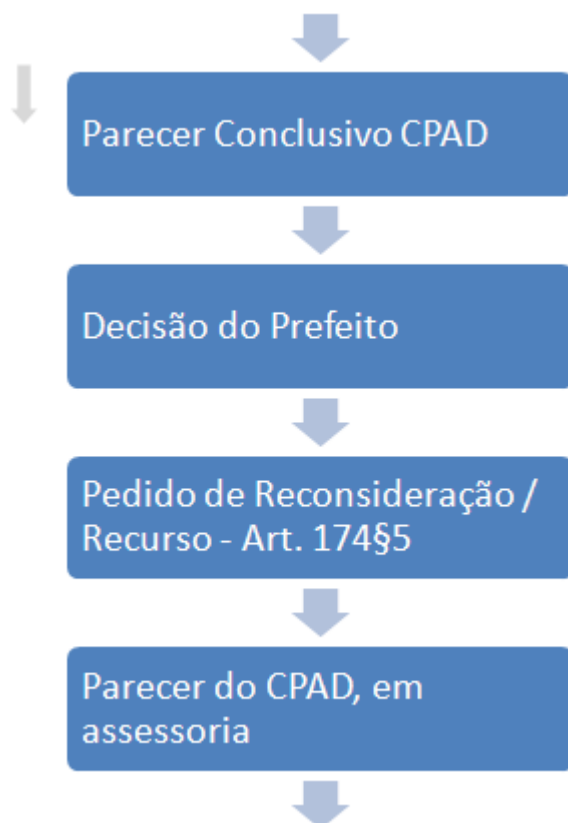 Parecer Conclusivo CPAD
Decisão do Prefeito
Pedido de Reconsideração /
Recurso - Art. 174§5
Parecer do CPAD, em
assessoria